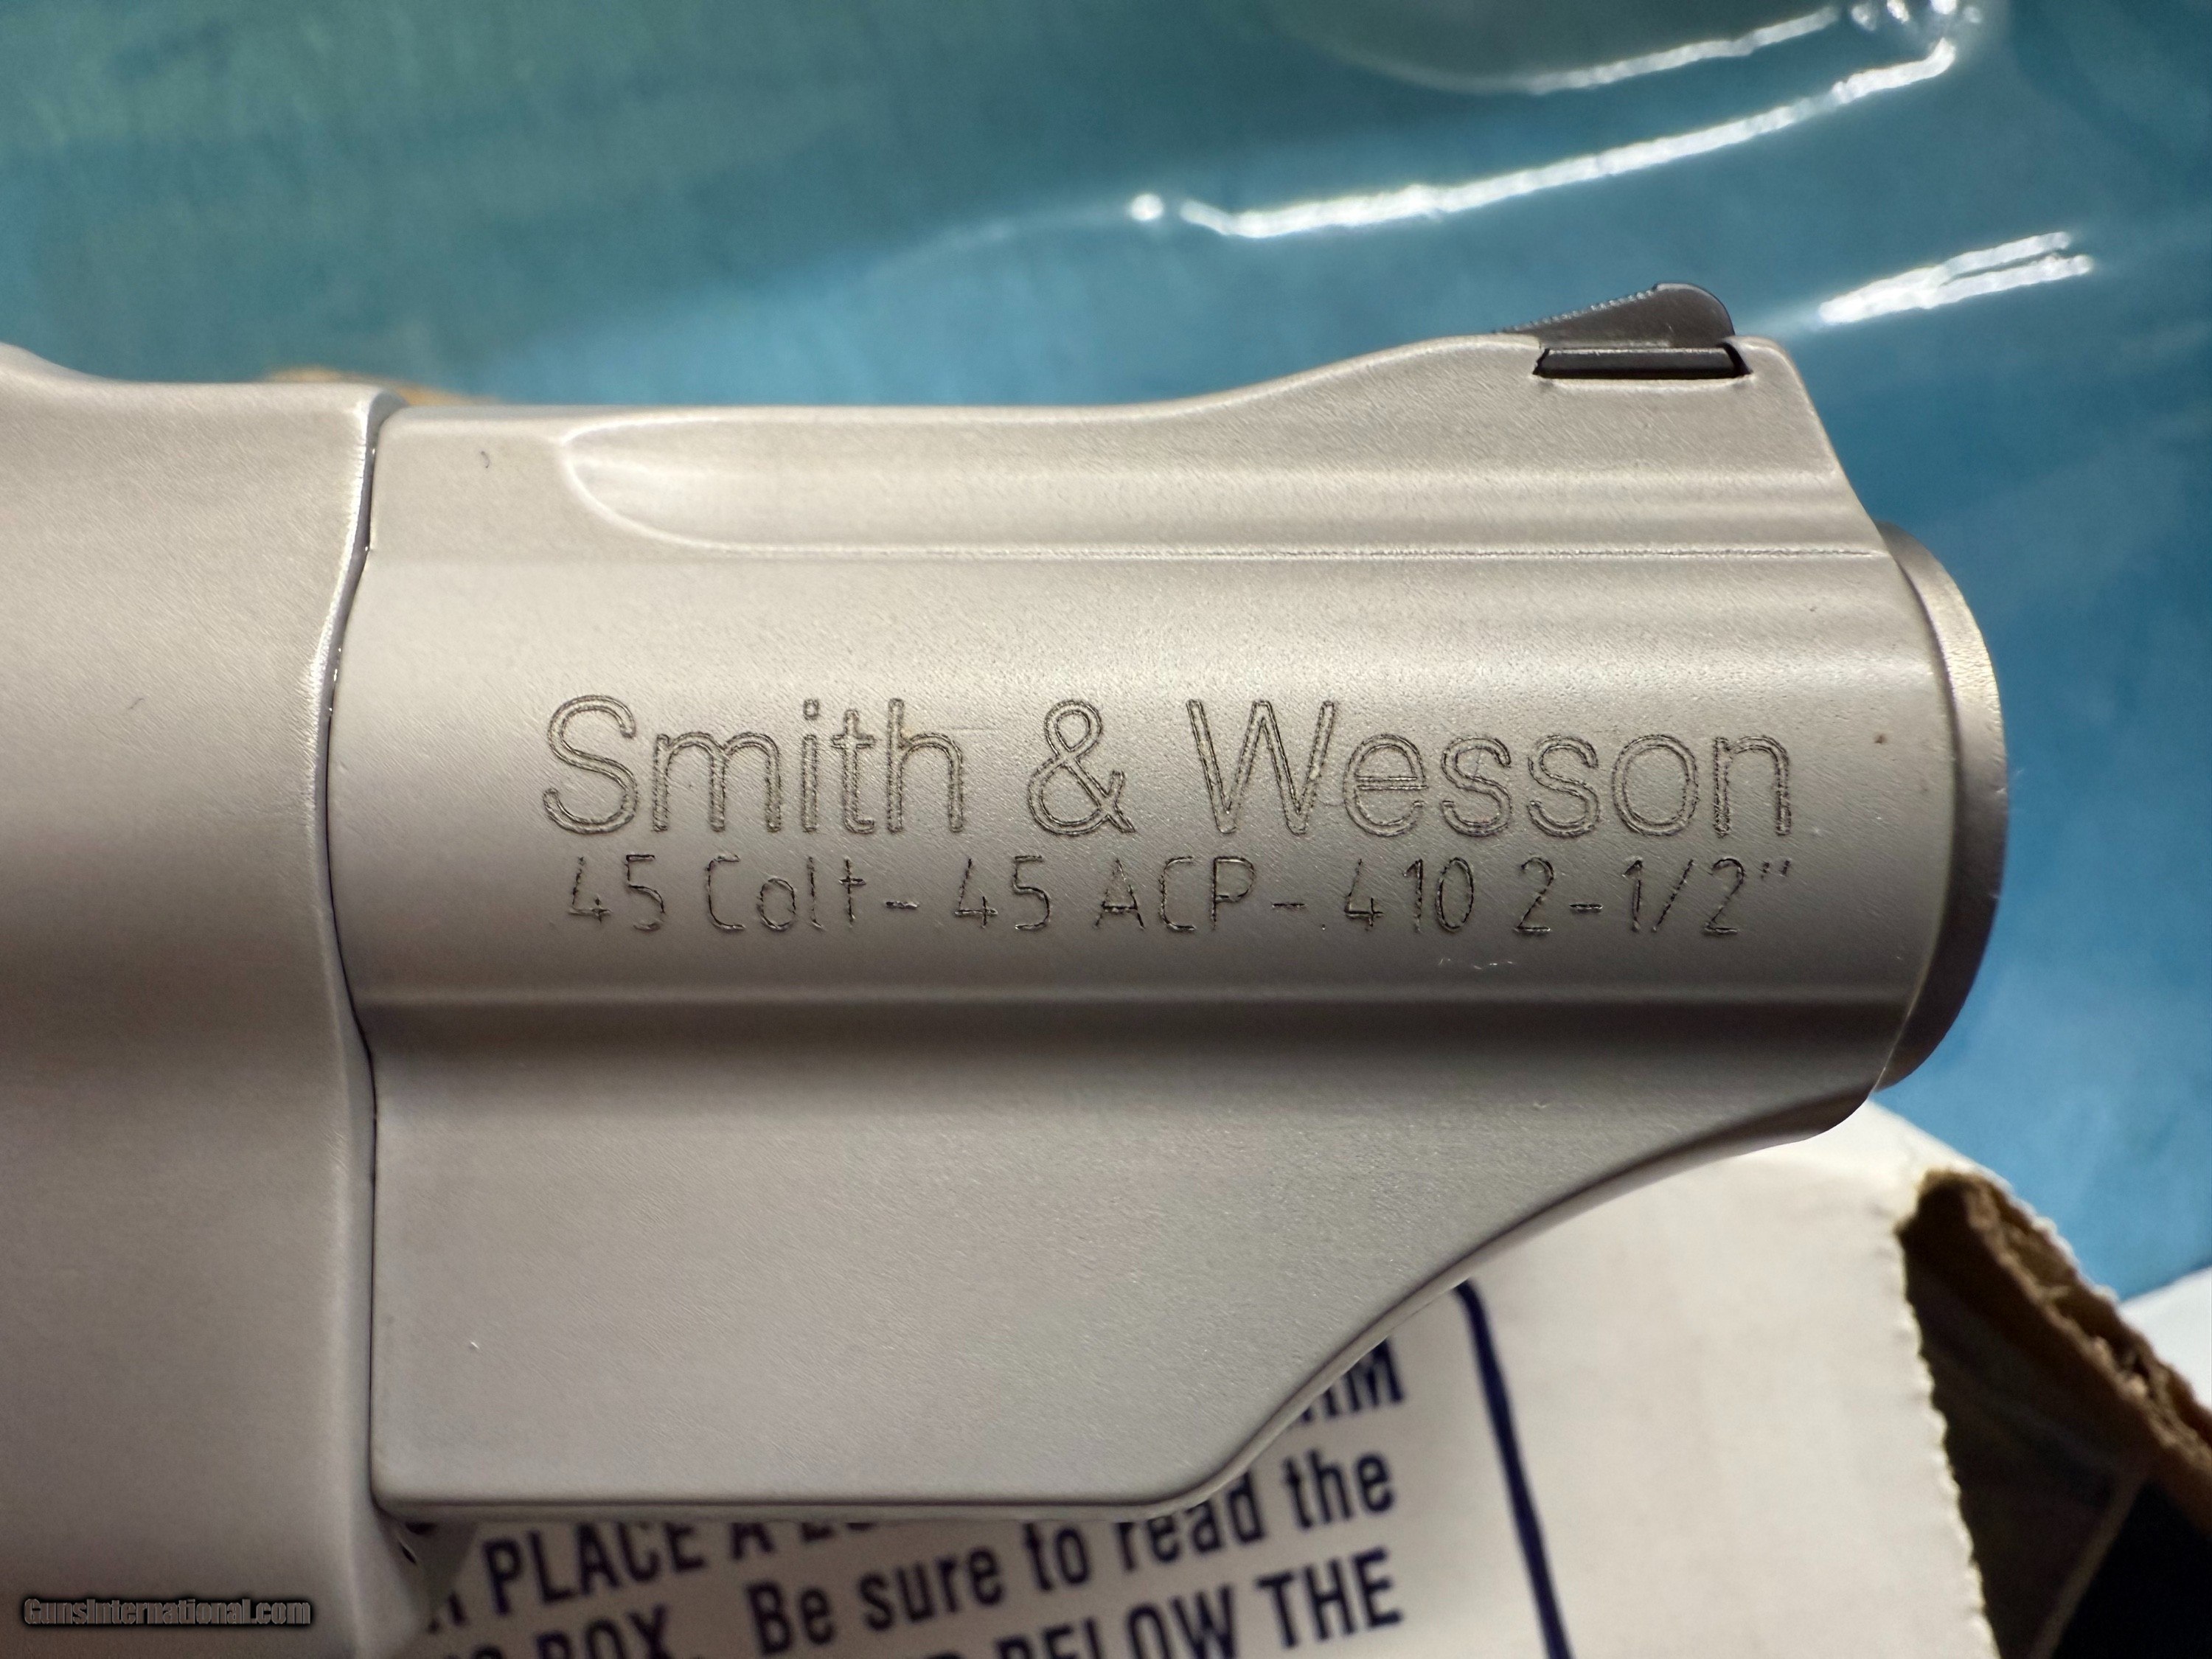 Smith & Wesson
45 Colt - 45 ACP - .410 2-1/2"
PLACE A
BOX. Be sure to read the
BELOW THE
GunsInternational.com